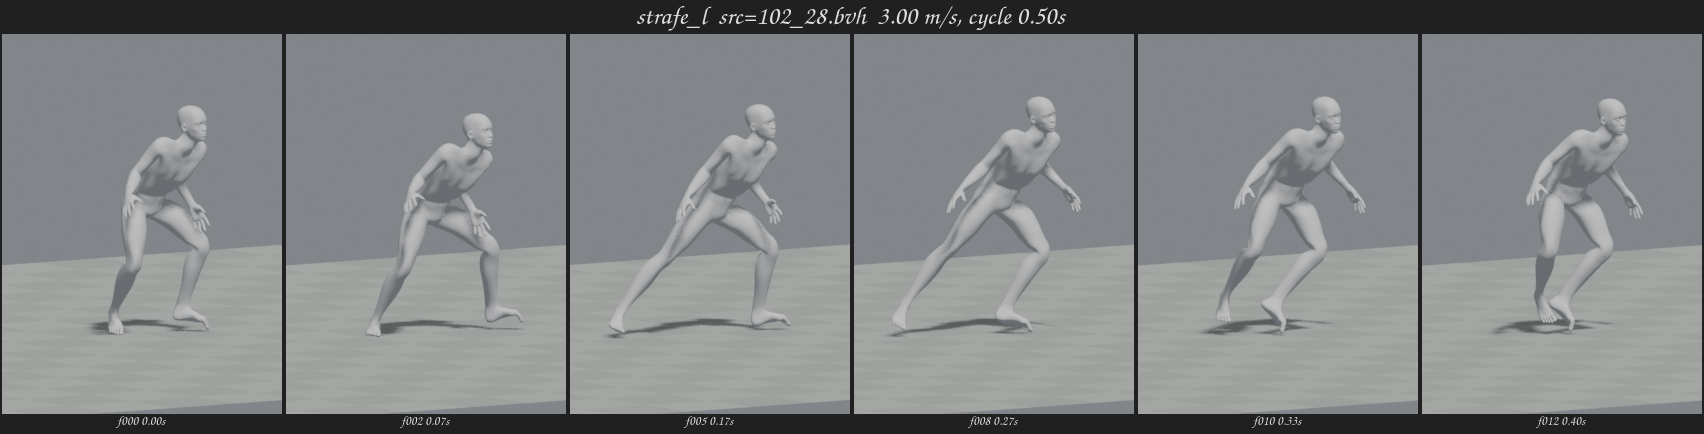 strafe_l src=102_28.bvh 3.00 m/s, cycle 0.50s
f000 0.00s
f002 0.07s
f005 0.17s
f008 0.27s
f010 0.33s
f012 0.40s